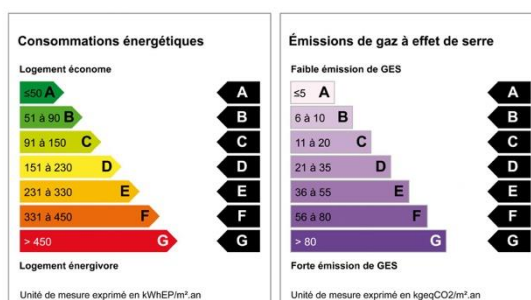 Consommations énergétiques
Logement économe
≤50 A A
51 à 90 B B
91 à 150 C C
151 à 230 D D
231 à 330 E E
331 à 450 F F
> 450 G G
Logement énergivore
Unité de mesure exprimé en kWhEP/m².an
Émissions de gaz à effet de serre
Faible émission de GES
≤5 A A
6 à 10 B B
11 à 20 C C
21 à 35 D D
36 à 55 E E
56 à 80 F F
> 80 G G
Forte émission de GES
Unité de mesure exprimé en kgeqCO2/m².an